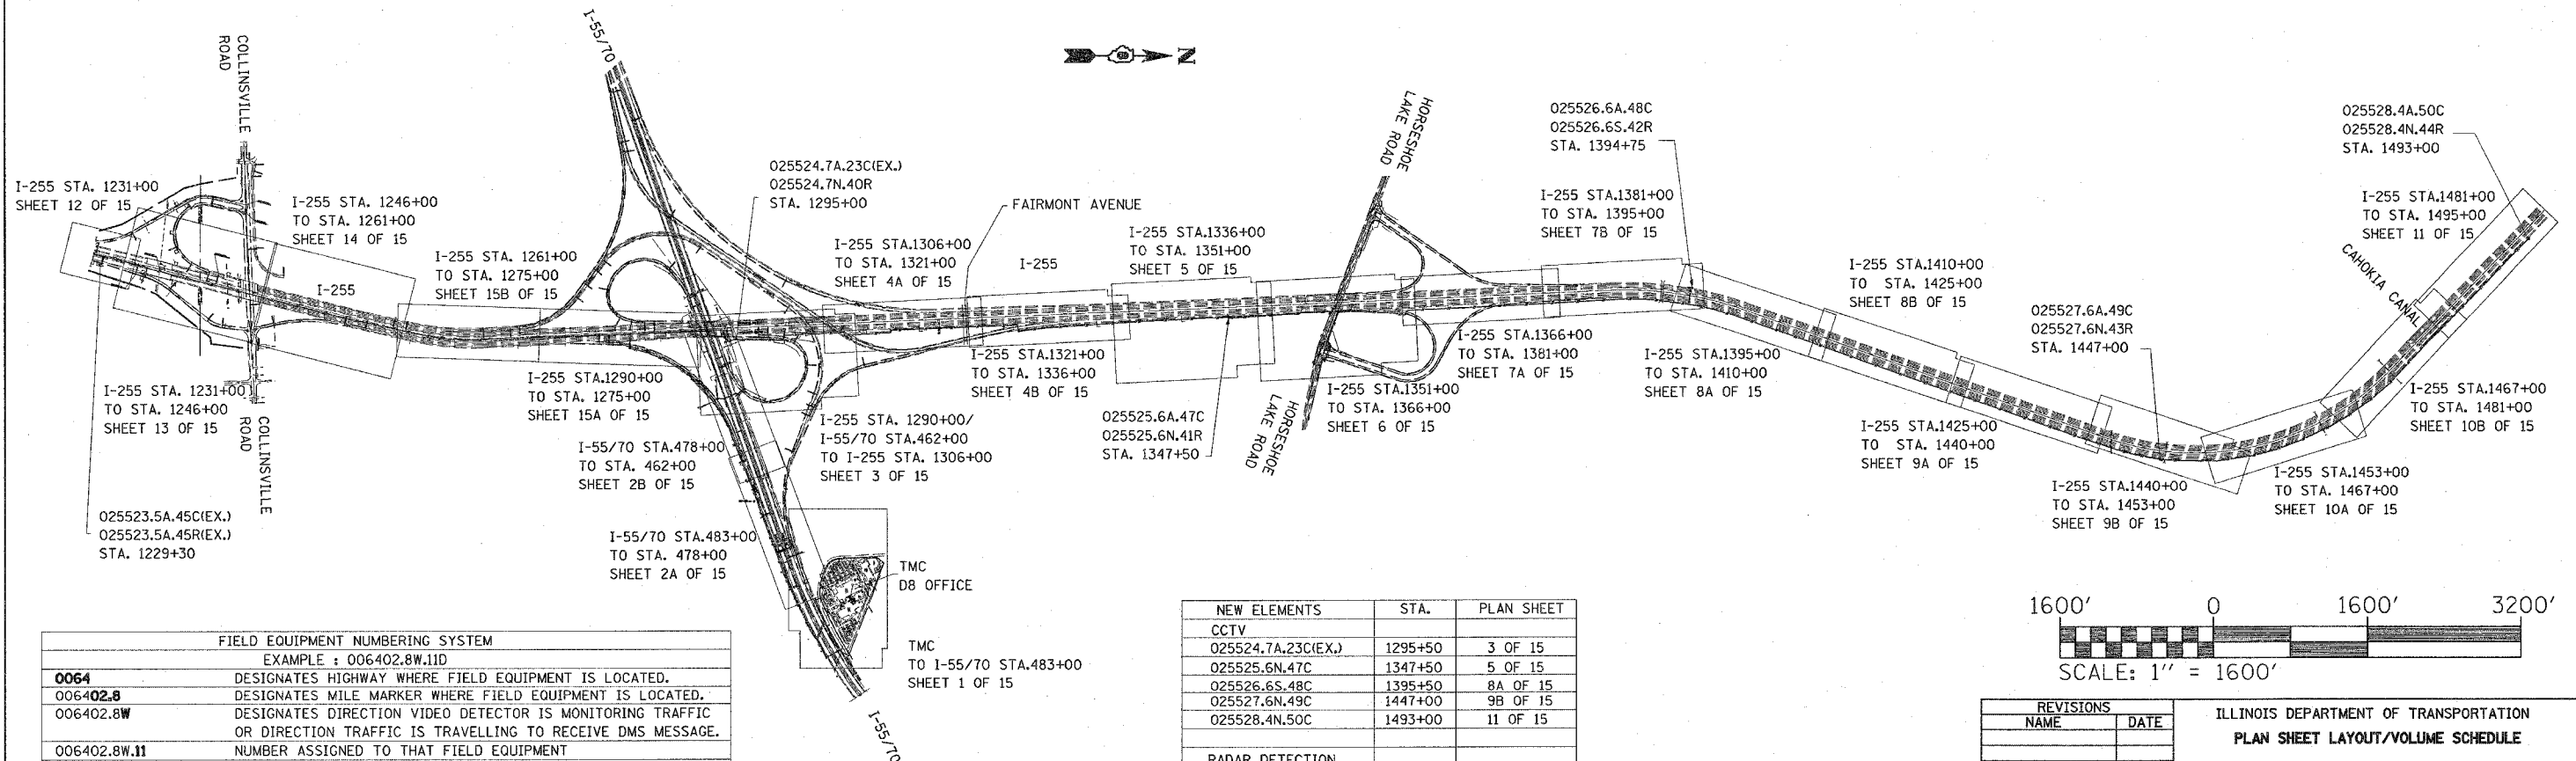 I-55/70
COLLINSVILLE
ROAD
N
HORSESHOE
LAKE ROAD
O25526.6A.48C
O25526.6S.42R
STA. 1394+75
O25528.4A.50C
O25528.4N.44R
STA. 1493+00
I-255 STA. 1231+00
SHEET 12 OF 15
I-255 STA. 1246+00
TO STA. 1261+00
SHEET 14 OF 15
I-255
I-255 STA. 1261+00
TO STA. 1275+00
SHEET 15B OF 15
O25524.7A.23C(EX.)
O25524.7N.40R
STA. 1295+00
I-255 STA.1306+00
TO STA. 1321+00
SHEET 4A OF 15
FAIRMONT AVENUE
I-255
I-255 STA.1336+00
TO STA. 1351+00
SHEET 5 OF 15
I-255 STA.1381+00
TO STA. 1395+00
SHEET 7B OF 15
I-255 STA.1410+00
TO STA. 1425+00
SHEET 8B OF 15
O25527.6A.49C
O25527.6N.43R
STA. 1447+00
I-255 STA.1481+00
TO STA. 1495+00
SHEET 11 OF 15
CAHOKIA CANAL
I-255 STA. 1231+00
TO STA. 1246+00
SHEET 13 OF 15
COLLINSVILLE
ROAD
O25523.5A.45C(EX.)
O25523.5A.45R(EX.)
STA. 1229+30
I-255 STA.1290+00
TO STA. 1275+00
SHEET 15A OF 15
I-55/70 STA.478+00
TO STA. 462+00
SHEET 2B OF 15
I-55/70 STA.483+00
TO STA. 478+00
SHEET 2A OF 15
I-255 STA. 1290+00/
I-55/70 STA.462+00
TO I-255 STA. 1306+00
SHEET 3 OF 15
I-255 STA.1321+00
TO STA. 1336+00
SHEET 4B OF 15
O25525.6A.47C
O25525.6N.41R
STA. 1347+50
HORSESHOE
LAKE ROAD
I-255 STA.1351+00
TO STA. 1366+00
SHEET 6 OF 15
I-255 STA.1366+00
TO STA. 1381+00
SHEET 7A OF 15
I-255 STA.1395+00
TO STA. 1410+00
SHEET 8A OF 15
I-255 STA.1425+00
TO STA. 1440+00
SHEET 9A OF 15
I-255 STA.1440+00
TO STA. 1453+00
SHEET 9B OF 15
I-255 STA.1453+00
TO STA. 1467+00
SHEET 10A OF 15
I-255 STA.1467+00
TO STA. 1481+00
SHEET 10B OF 15
TMC
D8 OFFICE
TMC
TO I-55/70 STA.483+00
SHEET 1 OF 15
I-55/70
FIELD EQUIPMENT NUMBERING SYSTEM
EXAMPLE : 006402.8W.11D
0064 DESIGNATES HIGHWAY WHERE FIELD EQUIPMENT IS LOCATED.
006402.8 DESIGNATES MILE MARKER WHERE FIELD EQUIPMENT IS LOCATED.
006402.8W DESIGNATES DIRECTION VIDEO DETECTOR IS MONITORING TRAFFIC
OR DIRECTION TRAFFIC IS TRAVELLING TO RECEIVE DMS MESSAGE.
006402.8W.11 NUMBER ASSIGNED TO THAT FIELD EQUIPMENT
NEW ELEMENTS STA. PLAN SHEET
CCTV
O25524.7A.23C(EX.) 1295+50 3 OF 15
O25525.6N.47C 1347+50 5 OF 15
O25526.6S.48C 1395+50 8A OF 15
O25527.6N.49C 1447+00 9B OF 15
O25528.4N.50C 1493+00 11 OF 15
RADAR DETECTION
1600' 0 1600' 3200'
SCALE: 1'' = 1600'
REVISIONS
NAME DATE
ILLINOIS DEPARTMENT OF TRANSPORTATION
PLAN SHEET LAYOUT/VOLUME SCHEDULE